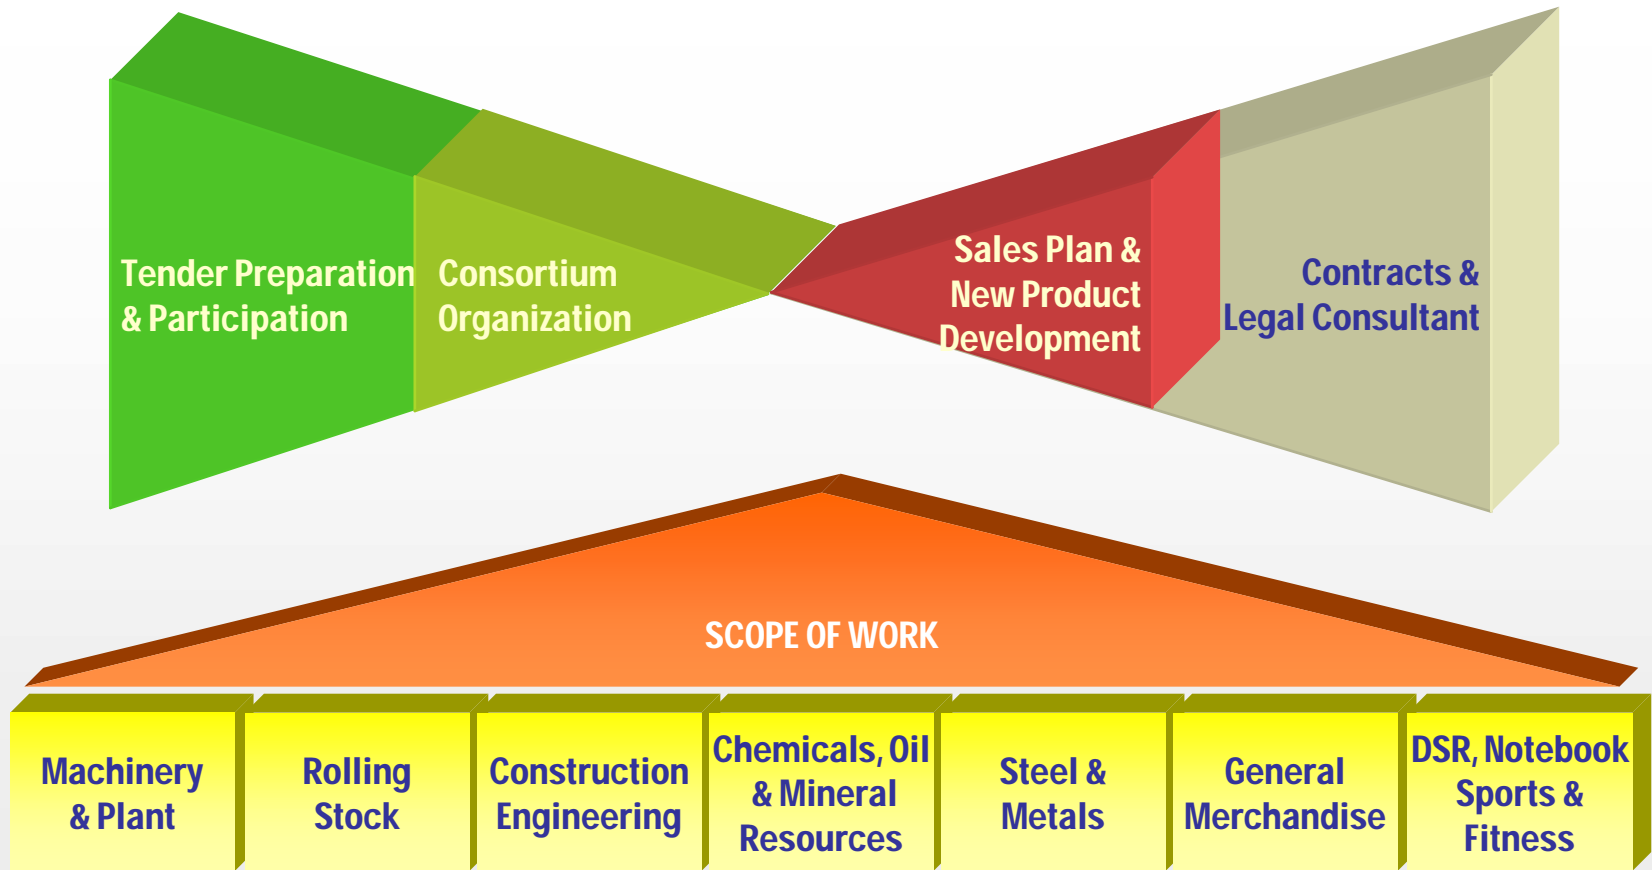 Tender Preparation
& Participation
Consortium
Organization
Sales Plan &
New Product
Development
Contracts &
Legal Consultant
SCOPE OF WORK
Machinery
& Plant
Rolling
Stock
Construction
Engineering
Chemicals, Oil
& Mineral
Resources
Steel &
Metals
General
Merchandise
DSR, Notebook
Sports &
Fitness